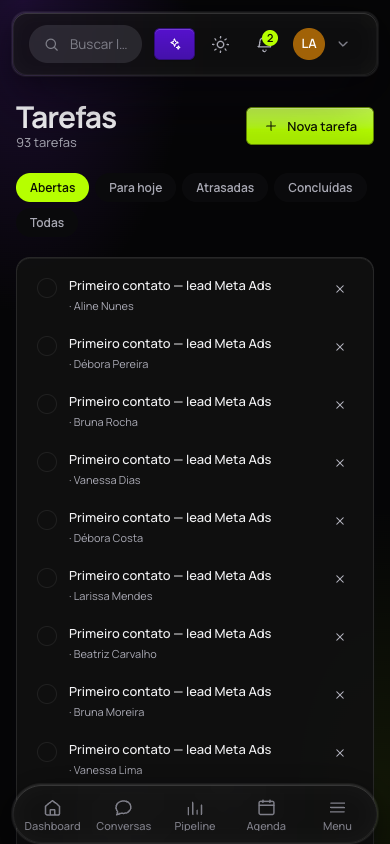 Buscar l...
2
LA
Tarefas
93 tarefas
Nova tarefa
Abertas
Para hoje
Atrasadas
Concluídas
Todas
Primeiro contato — lead Meta Ads
· Aline Nunes
Primeiro contato — lead Meta Ads
· Débora Pereira
Primeiro contato — lead Meta Ads
· Bruna Rocha
Primeiro contato — lead Meta Ads
· Vanessa Dias
Primeiro contato — lead Meta Ads
· Débora Costa
Primeiro contato — lead Meta Ads
· Larissa Mendes
Primeiro contato — lead Meta Ads
· Beatriz Carvalho
Primeiro contato — lead Meta Ads
· Bruna Moreira
Primeiro contato — lead Meta Ads
· Vanessa Lima
Dashboard
Conversas
Pipeline
Agenda
Menu